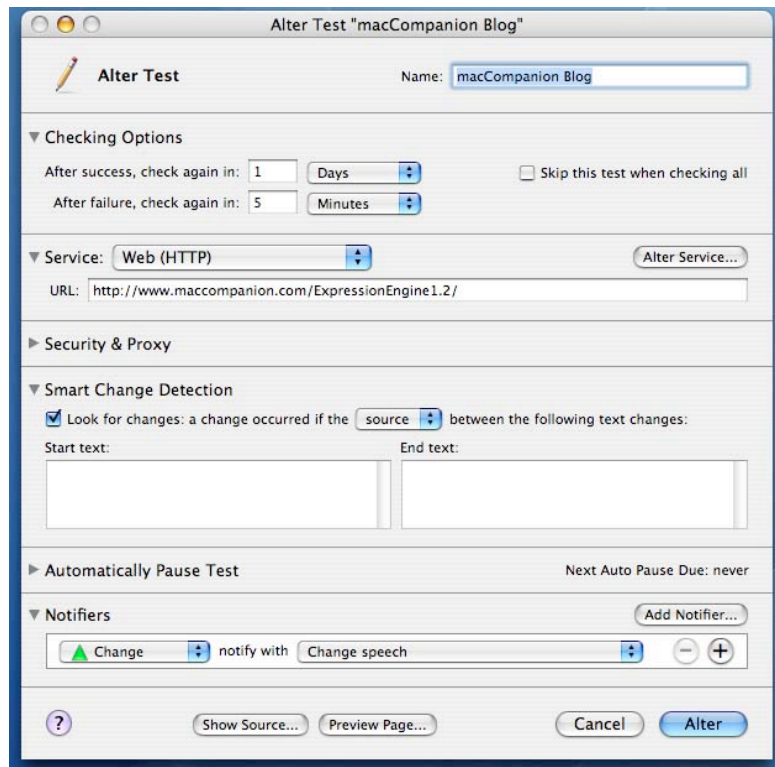 Alter Test "macCompanion Blog"
Alter Test
Name: macCompanion Blog
Checking Options
After success, check again in: 1 Days
Skip this test when checking all
After failure, check again in: 5 Minutes
Service: Web (HTTP)
Alter Service...
URL: http://www.maccompanion.com/ExpressionEngine1.2/
Security & Proxy
Smart Change Detection
Look for changes: a change occurred if the source between the following text changes:
Start text:
End text:
Automatically Pause Test
Next Auto Pause Due: never
Notifiers
Add Notifier...
Change notify with Change speech
? Show Source... Preview Page... Cancel Alter